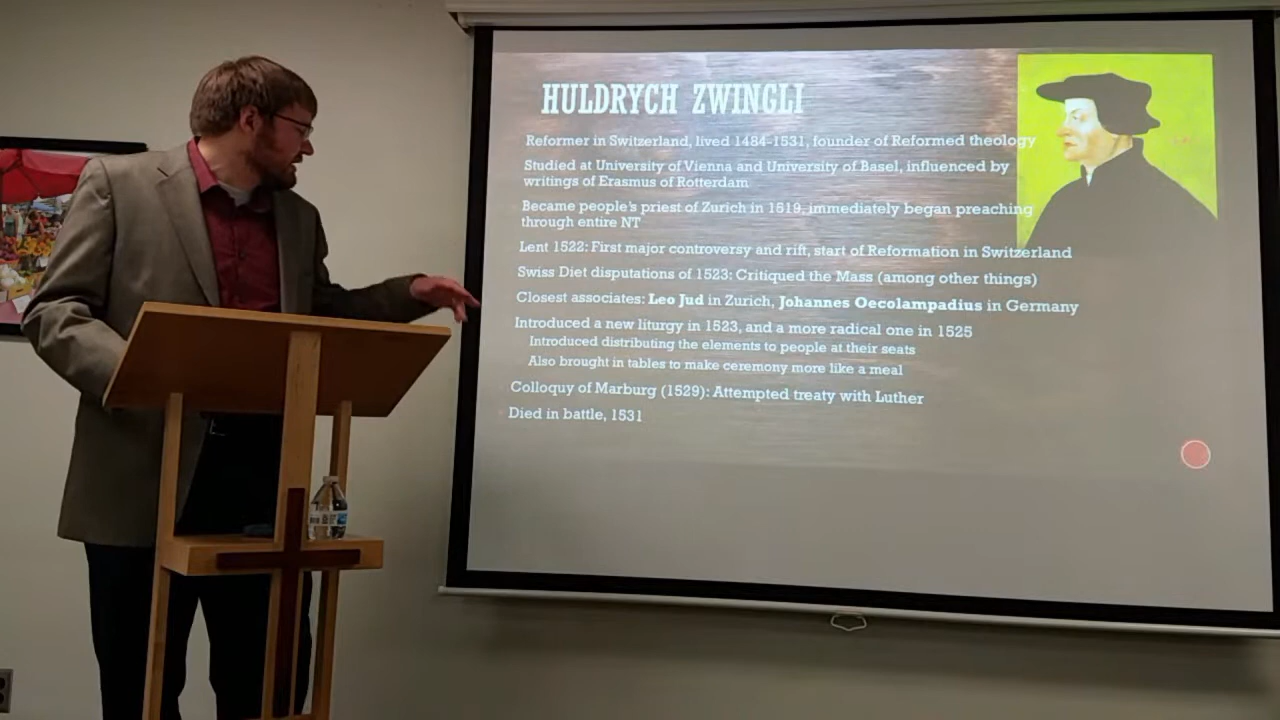 HULDRYCH ZWINGLI
Reformer in Switzerland, lived 1484-1531, founder of Reformed theology
Studied at University of Vienna and University of Basel, influenced by
writings of Erasmus of Rotterdam
Became people's priest of Zurich in 1519, immediately began preaching
through entire NT
Lent 1522: First major controversy and rift, start of Reformation in Switzerland
Swiss Diet disputations of 1523: Critiqued the Mass (among other things)
Closest associates: Leo Jud in Zurich, Johannes Oecolampadius in Germany
Introduced a new liturgy in 1523, and a more radical one in 1525
Introduced distributing the elements to people at their seats
Also brought in tables to make ceremony more like a meal
Colloquy of Marburg (1529): Attempted treaty with Luther
Died in battle, 1531